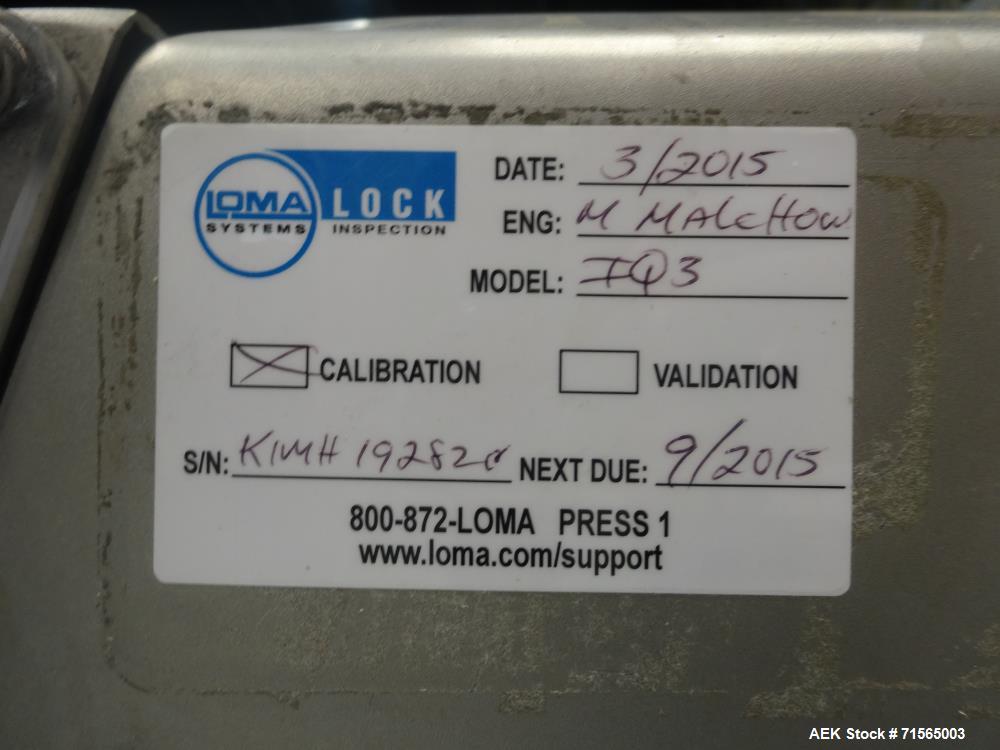 LOMA SYSTEMS
LOCK
INSPECTION
DATE: 3/2015
ENG: M MALCHOW
MODEL: IQ3
CALIBRATION
VALIDATION
S/N: KIMH
NEXT DUE: 9/2015
800-872-LOMA PRESS 1
www.loma.com/support
AEK Stock # 71565003